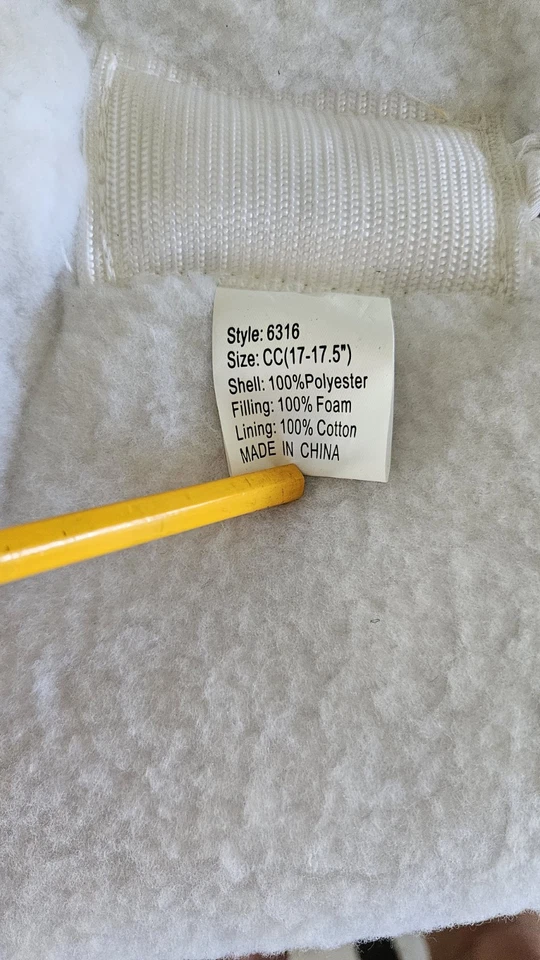 Style: 6316
Size: CC(17-17.5")
Shell: 100%Polyester
Filling: 100% Foam
Lining: 100% Cotton
MADE IN CHINA